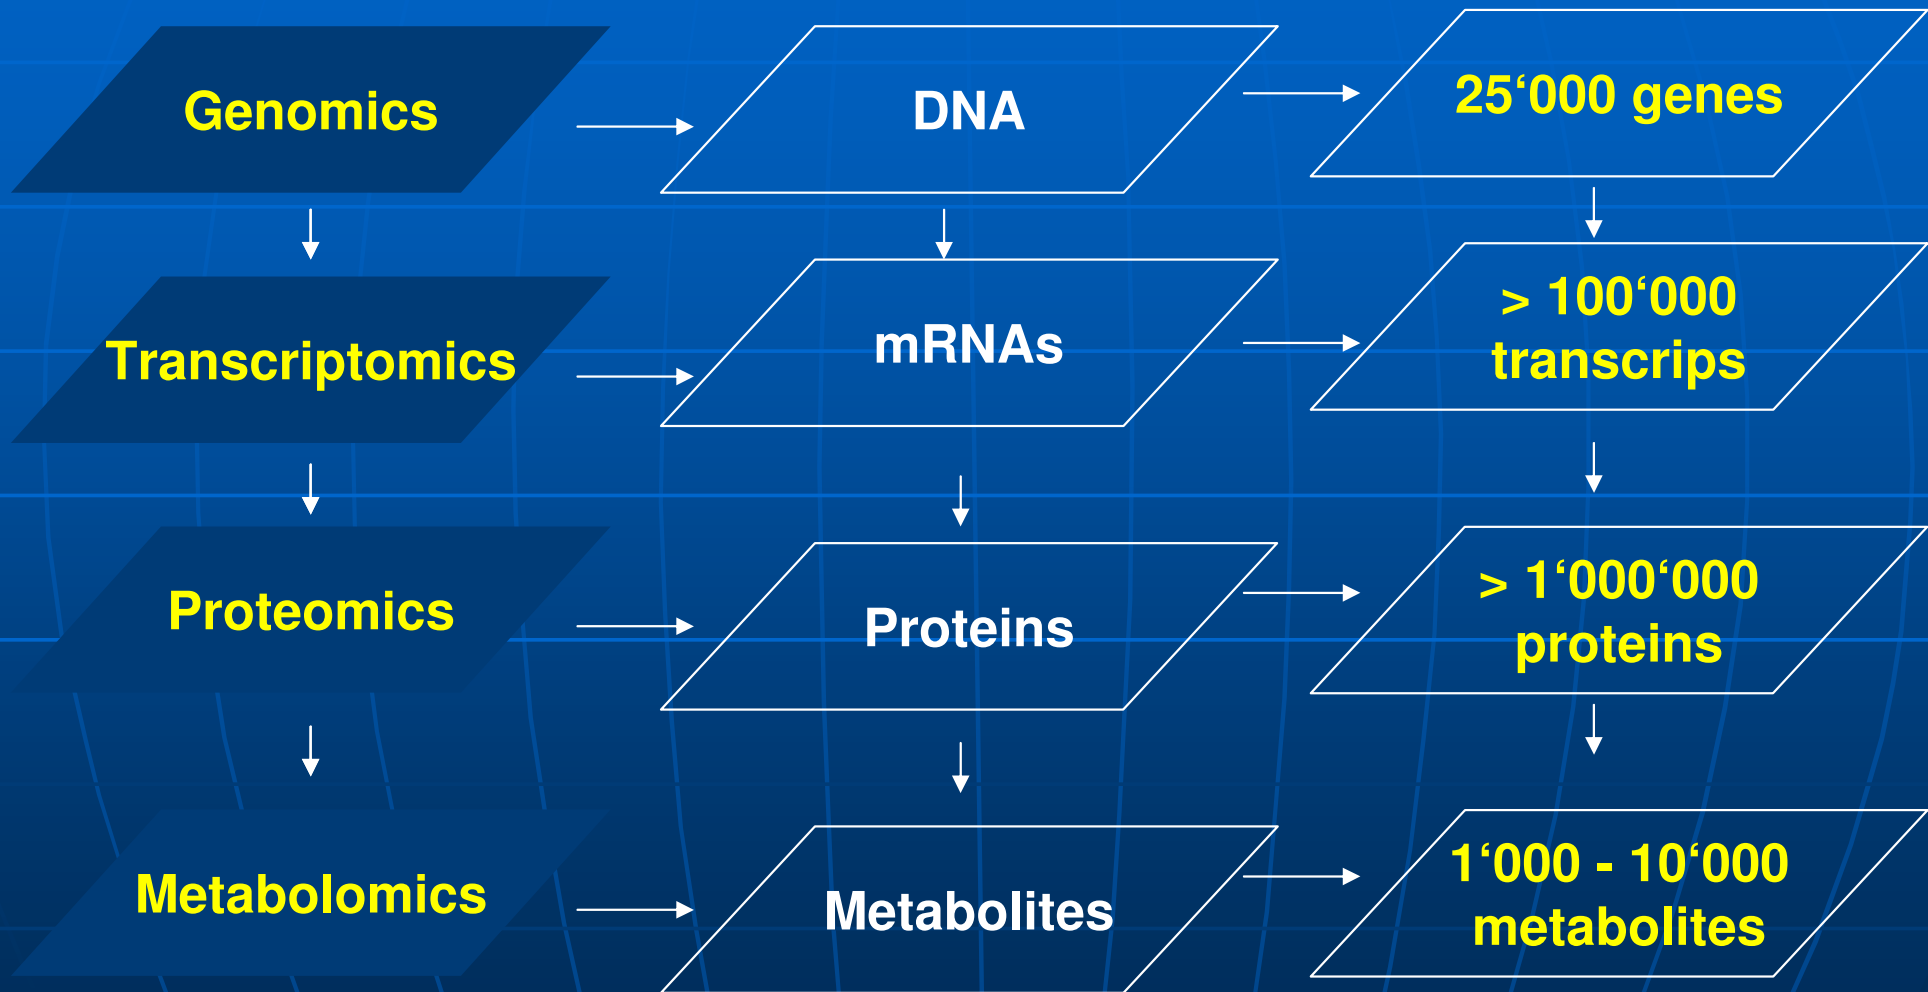 Genomics
DNA
25‘000 genes
Transcriptomics
mRNAs
> 100‘000
transcrips
Proteomics
Proteins
> 1‘000‘000
proteins
Metabolomics
Metabolites
1‘000 - 10‘000
metabolites